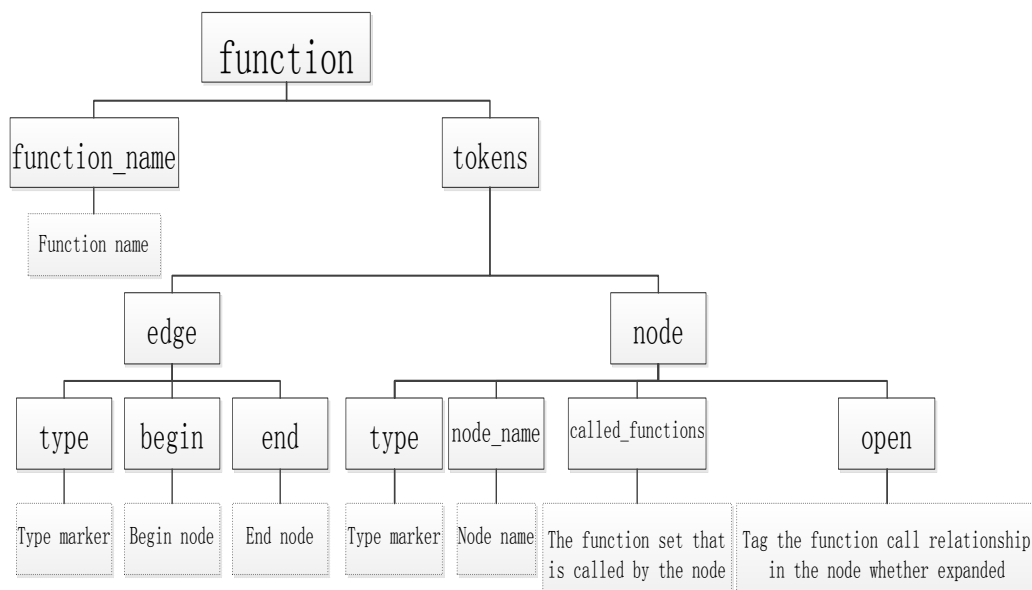 function
function_name
tokens
Function name
edge
node
type
begin
end
type
node_name
called_functions
open
Type marker
Begin node
End node
Type marker
Node name
The function set that
is called by the node
Tag the function call relationship
in the node whether expanded